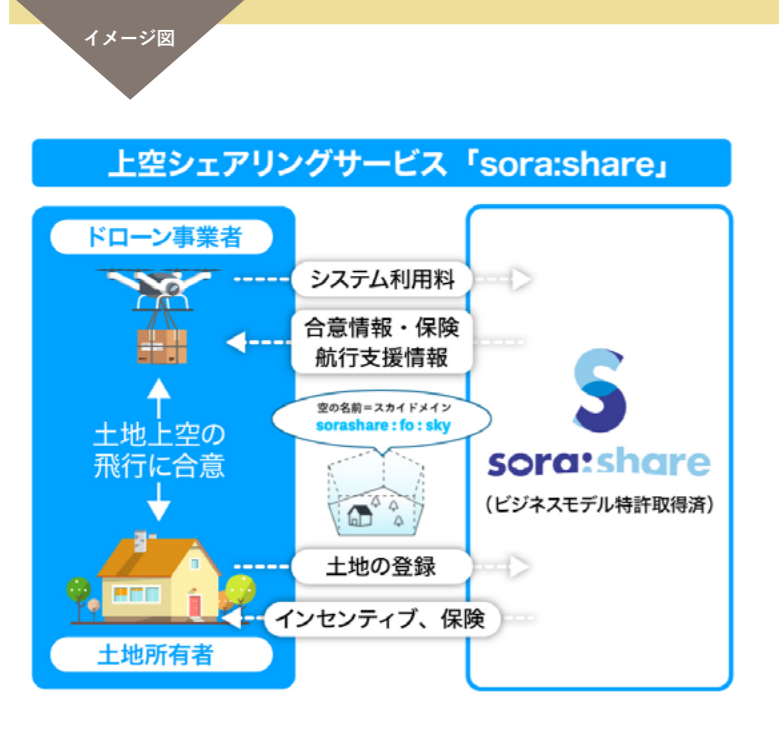 イメージ図
上空シェアリングサービス「sora:share」
ドローン事業者
システム利用料
合意情報・保険
航行支援情報
空の名前=スカイドメイン
sorashare : fo : sky
土地上空の
飛行に合意
S
sora:share
(ビジネスモデル特許取得済)
土地の登録
インセンティブ、保険
土地所有者